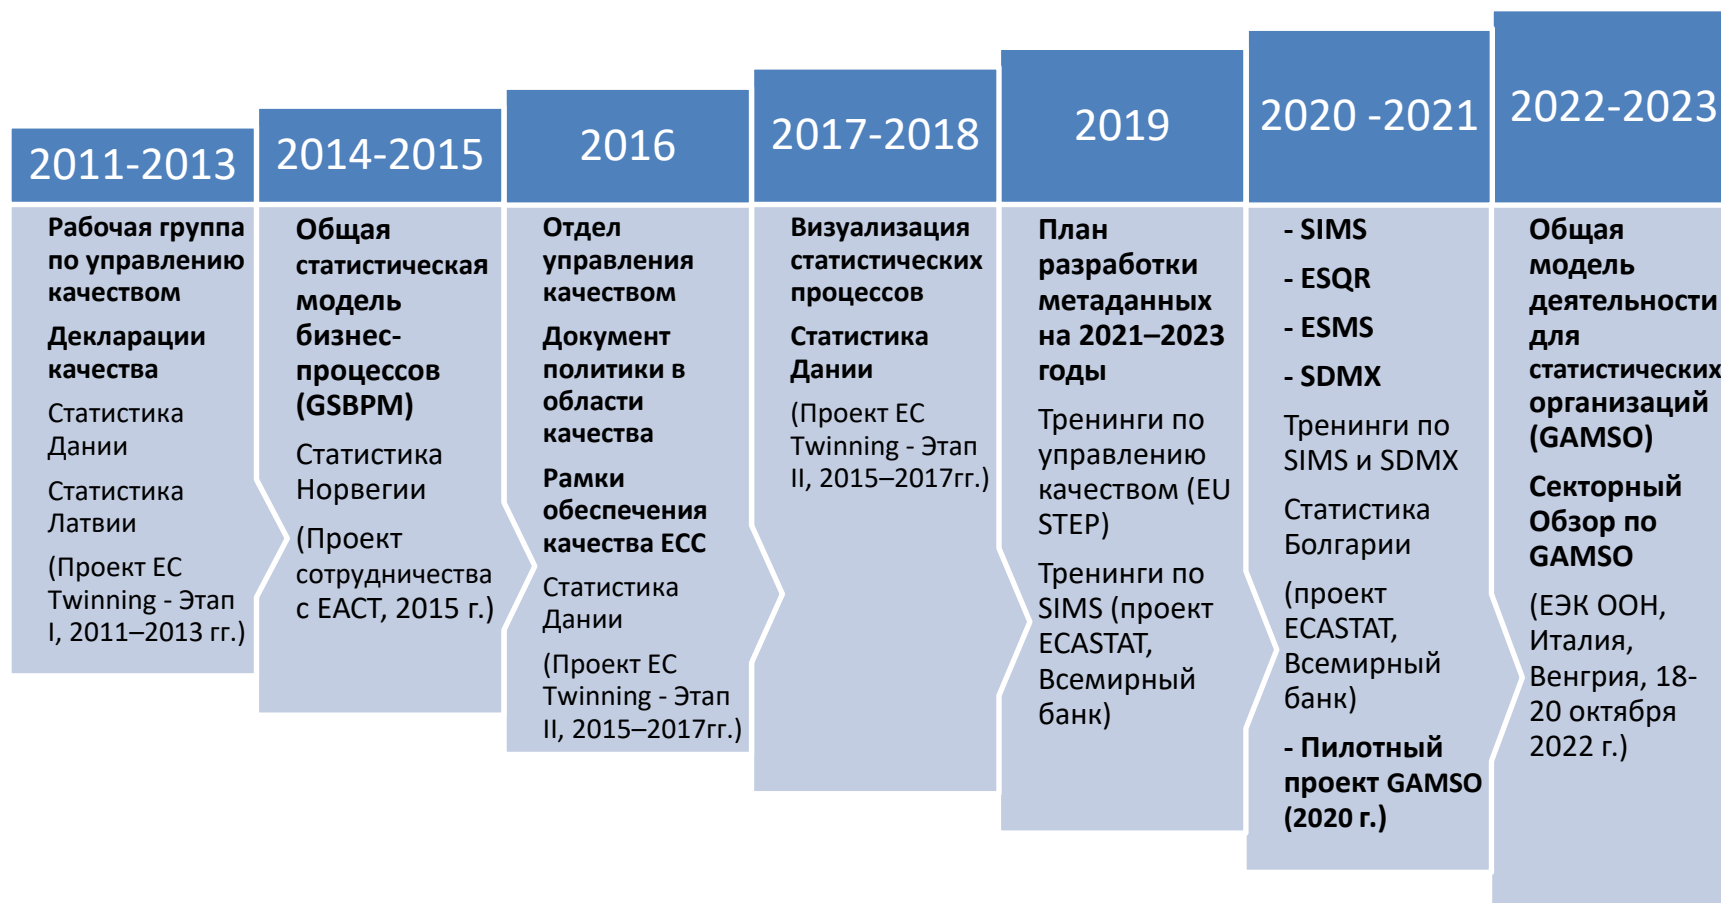 2011-2013
Рабочая группа
по управлению
качеством
Декларации
качества
Статистика
Дании
Статистика
Латвии
(Проект ЕС
Twinning - Этап
I, 2011–2013 гг.)
2014-2015
Общая
статистическая
модель
бизнес-
процессов
(GSBPM)
Статистика
Норвегии
(Проект
сотрудничества
с ЕАСТ, 2015 г.)
2016
Отдел
управления
качеством
Документ
политики в
области
качества
Рамки
обеспечения
качества ЕСС
Статистика
Дании
(Проект ЕС
Twinning - Этап
II, 2015–2017гг.)
2017-2018
Визуализация
статистических
процессов
Статистика
Дании
(Проект ЕС
Twinning - Этап
II, 2015–2017гг.)
2019
План
разработки
метаданных
на 2021–2023
годы
Тренинги по
управлению
качеством (EU
STEP)
Тренинги по
SIMS (проект
ECASTAT,
Всемирный
банк)
2020 -2021
- SIMS
- ESQR
- ESMS
- SDMX
Тренинги по
SIMS и SDMX
Статистика
Болгарии
(проект
ECASTAT,
Всемирный
банк)
- Пилотный
проект GAMSO
(2020 г.)
2022-2023
Общая
модель
деятельности
для
статистических
организаций
(GAMSO)
Секторный
Обзор по
GAMSO
(ЕЭК ООН,
Италия,
Венгрия, 18-
20 октября
2022 г.)